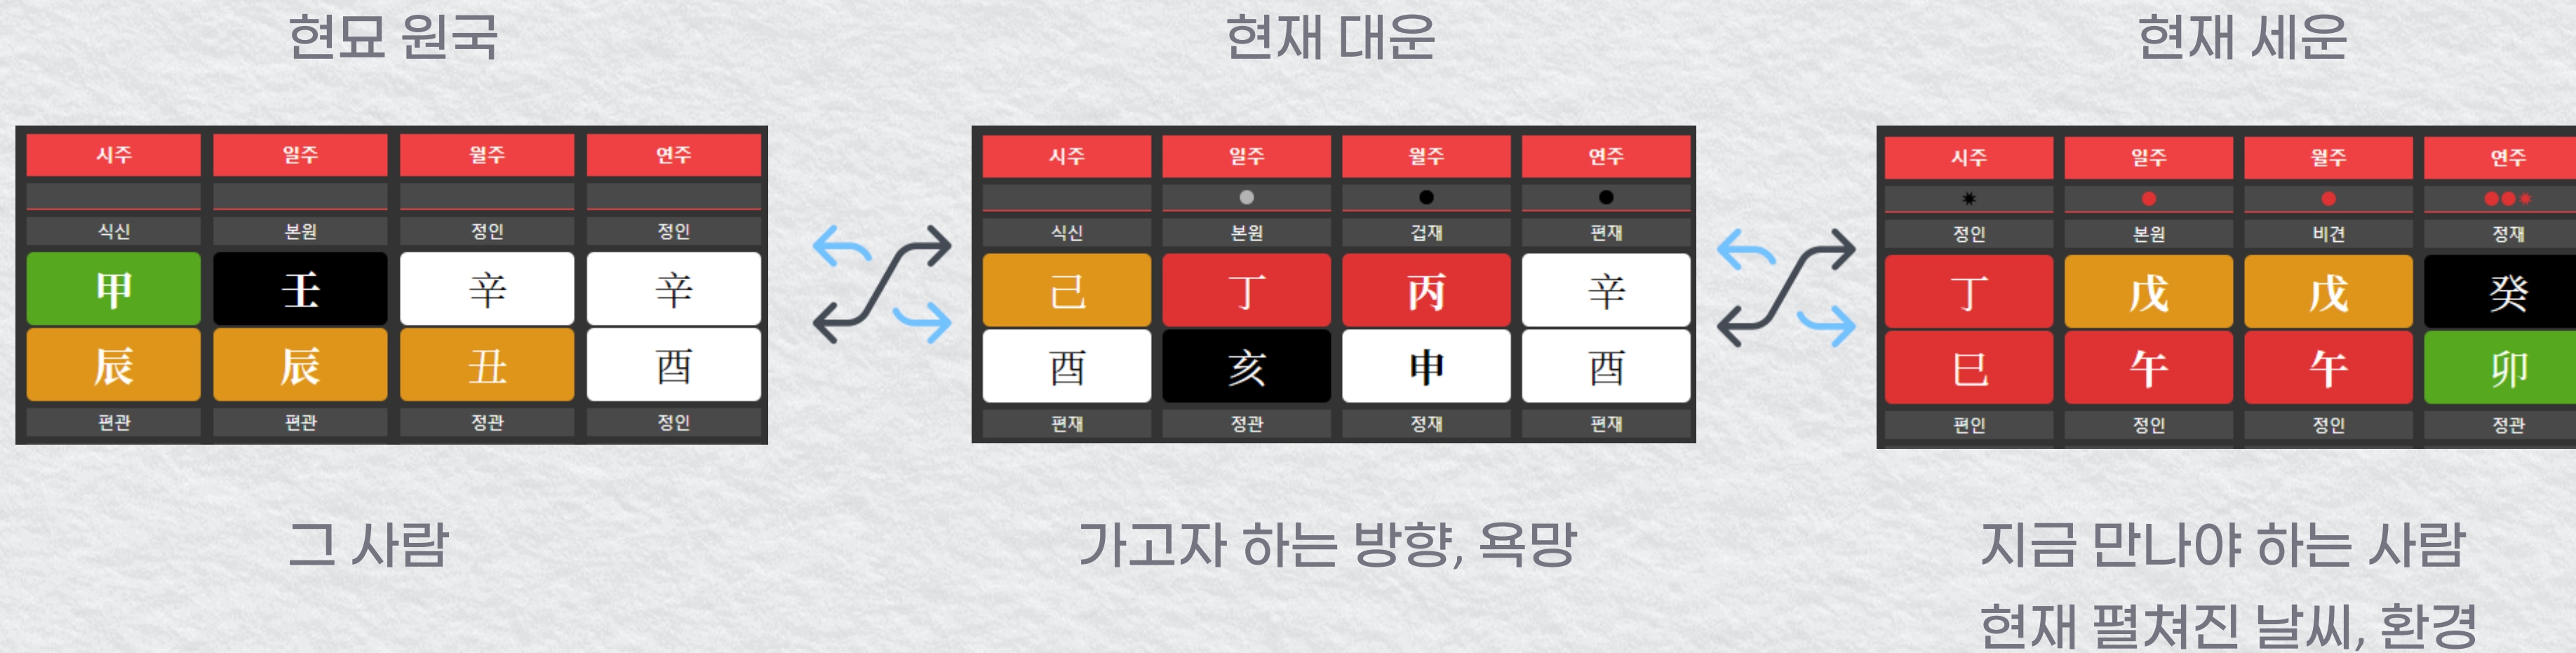 현묘 원국
현재 대운
현재 세운
시주 일주 월주 연주
식신 본원 정인 정인
甲 壬 辛 辛
辰 辰 丑 酉
편관 편관 정관 정인
시주 일주 월주 연주
식신 본원 겁재 편재
己 丁 丙 辛
酉 亥 申 酉
편재 정관 정재 편재
시주 일주 월주 연주
정인 본원 비견 정재
丁 戊 戊 癸
巳 午 午 卯
편인 정인 정인 정관
그 사람
가고자 하는 방향, 욕망
지금 만나야 하는 사람
현재 펼쳐진 날씨, 환경